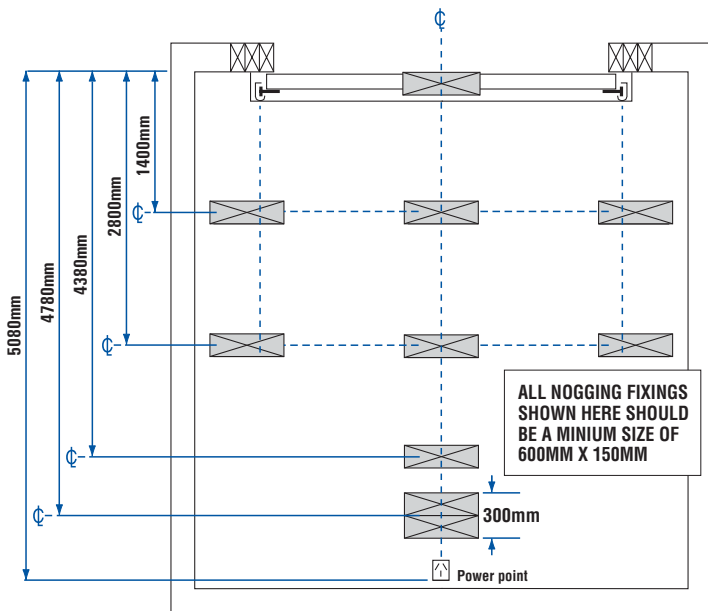 ℄
1400mm
2800mm
4380mm
4780mm
5080mm
℄
℄
℄
℄
ALL NOGGING FIXINGS
SHOWN HERE SHOULD
BE A MINIUM SIZE OF
600MM X 150MM
300mm
Power point